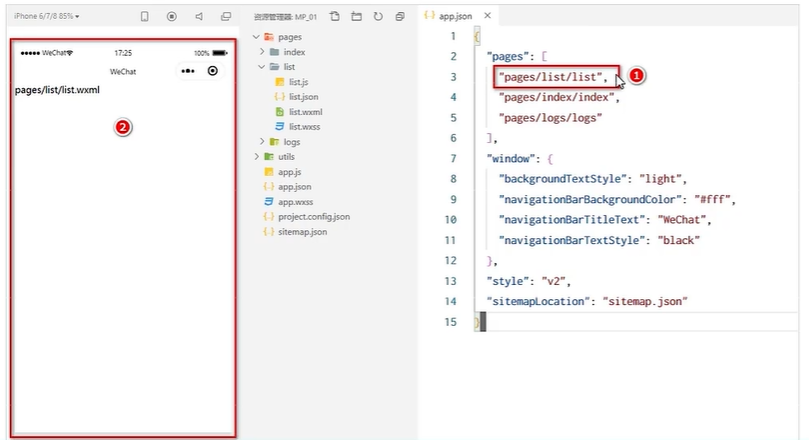 iPhone 6/7/8 85%
WeChat
17:25
100%
WeChat
pages/list/list.wxml
2
资源管理器: MP_01
pages
index
list
list.js
list.json
list.wxml
list.wxss
logs
utils
app.js
app.json
app.wxss
project.config.json
sitemap.json
app.json
1 {
2 "pages": [
3 "pages/list/list",
1
4 "pages/index/index",
5 "pages/logs/logs"
6 ],
7 "window": {
8 "backgroundTextStyle": "light",
9 "navigationBarBackgroundColor": "#fff",
10 "navigationBarTitleText": "WeChat",
11 "navigationBarTextStyle": "black"
12 },
13 "style": "v2",
14 "sitemapLocation": "sitemap.json"
15 }